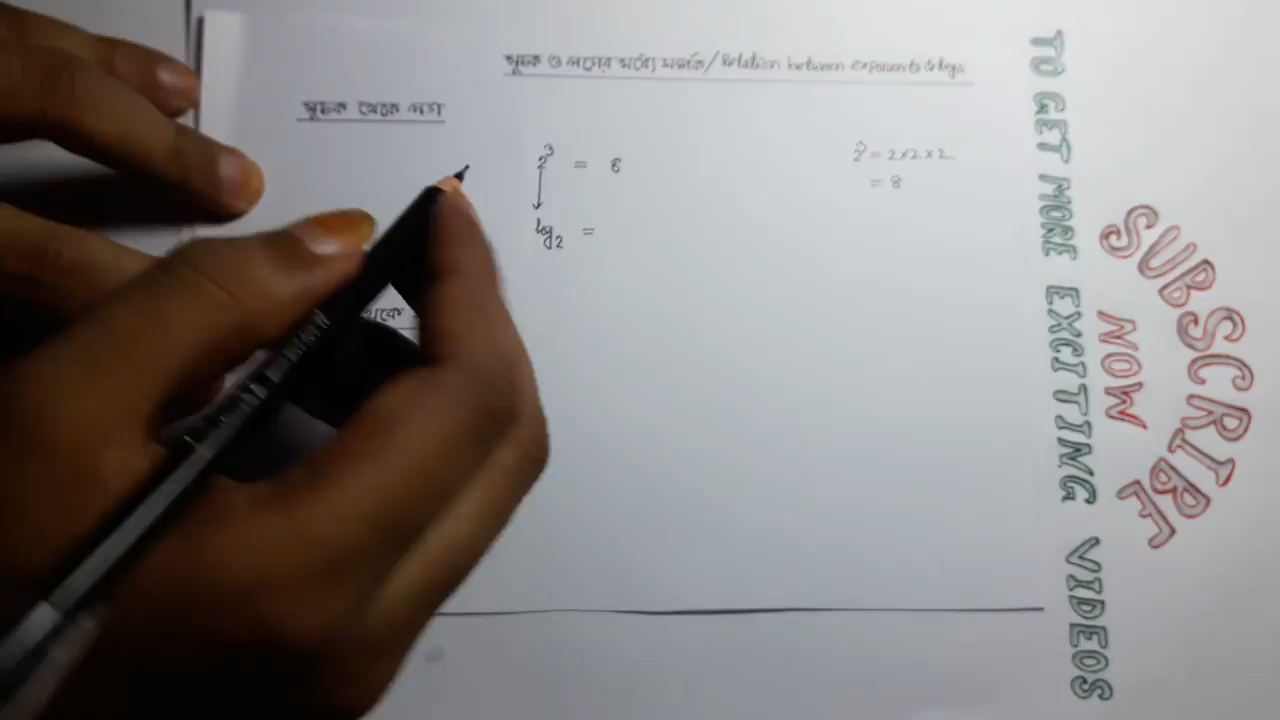 সূচক ও লগের মধ্যে সম্পর্ক/Relation between exponents & logs
সূচক থেকে লগ
2³ = 8
log₂ =
2³ = 2×2×2
= 8
থেকে
TO GET MORE EXCITING VIDEOS
SUBSCRIBE
NOW